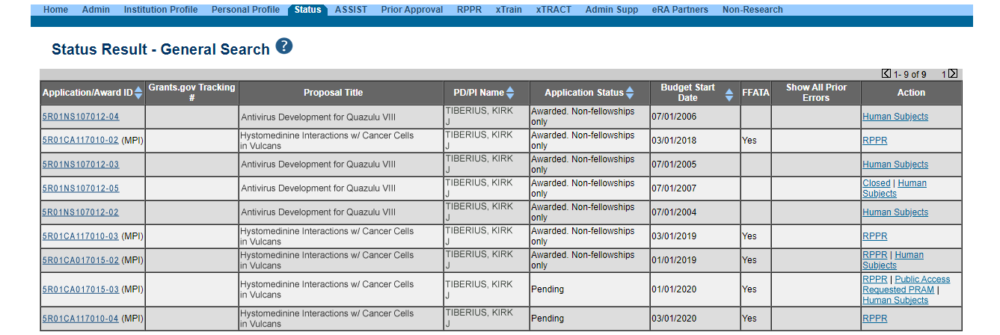 Home Admin Institution Profile Personal Profile Status ASSIST Prior Approval RPPR xTrain xTRACT Admin Supp eRA Partners Non-Research
Status Result - General Search ?
1- 9 of 9 1
Application/Award ID Grants.gov Tracking # Proposal Title PD/PI Name Application Status Budget Start Date FFATA Show All Prior Errors Action
5R01NS107012-04 Antivirus Development for Quazulu VIII TIBERIUS, KIRK J Awarded. Non-fellowships only 07/01/2006 Human Subjects
5R01CA117010-02 (MPI) Hystomedinine Interactions w/ Cancer Cells in Vulcans TIBERIUS, KIRK J Awarded. Non-fellowships only 03/01/2018 Yes RPPR
5R01NS107012-03 Antivirus Development for Quazulu VIII TIBERIUS, KIRK J Awarded. Non-fellowships only 07/01/2005 Human Subjects
5R01NS107012-05 Antivirus Development for Quazulu VIII TIBERIUS, KIRK J Awarded. Non-fellowships only 07/01/2007 Closed | Human Subjects
5R01NS107012-02 Antivirus Development for Quazulu VIII TIBERIUS, KIRK J Awarded. Non-fellowships only 07/01/2004 Human Subjects
5R01CA117010-03 (MPI) Hystomedinine Interactions w/ Cancer Cells in Vulcans TIBERIUS, KIRK J Awarded. Non-fellowships only 03/01/2019 Yes RPPR
5R01CA017015-02 (MPI) Hystomedinine Interactions w/ Cancer Cells in Vulcans TIBERIUS, KIRK J Awarded. Non-fellowships only 01/01/2019 Yes RPPR | Human Subjects
5R01CA017015-03 (MPI) Hystomedinine Interactions w/ Cancer Cells in Vulcans TIBERIUS, KIRK J Pending 01/01/2020 Yes RPPR | Public Access Requested PRAM | Human Subjects
5R01CA117010-04 (MPI) Hystomedinine Interactions w/ Cancer Cells in Vulcans TIBERIUS, KIRK J Pending 03/01/2020 Yes RPPR